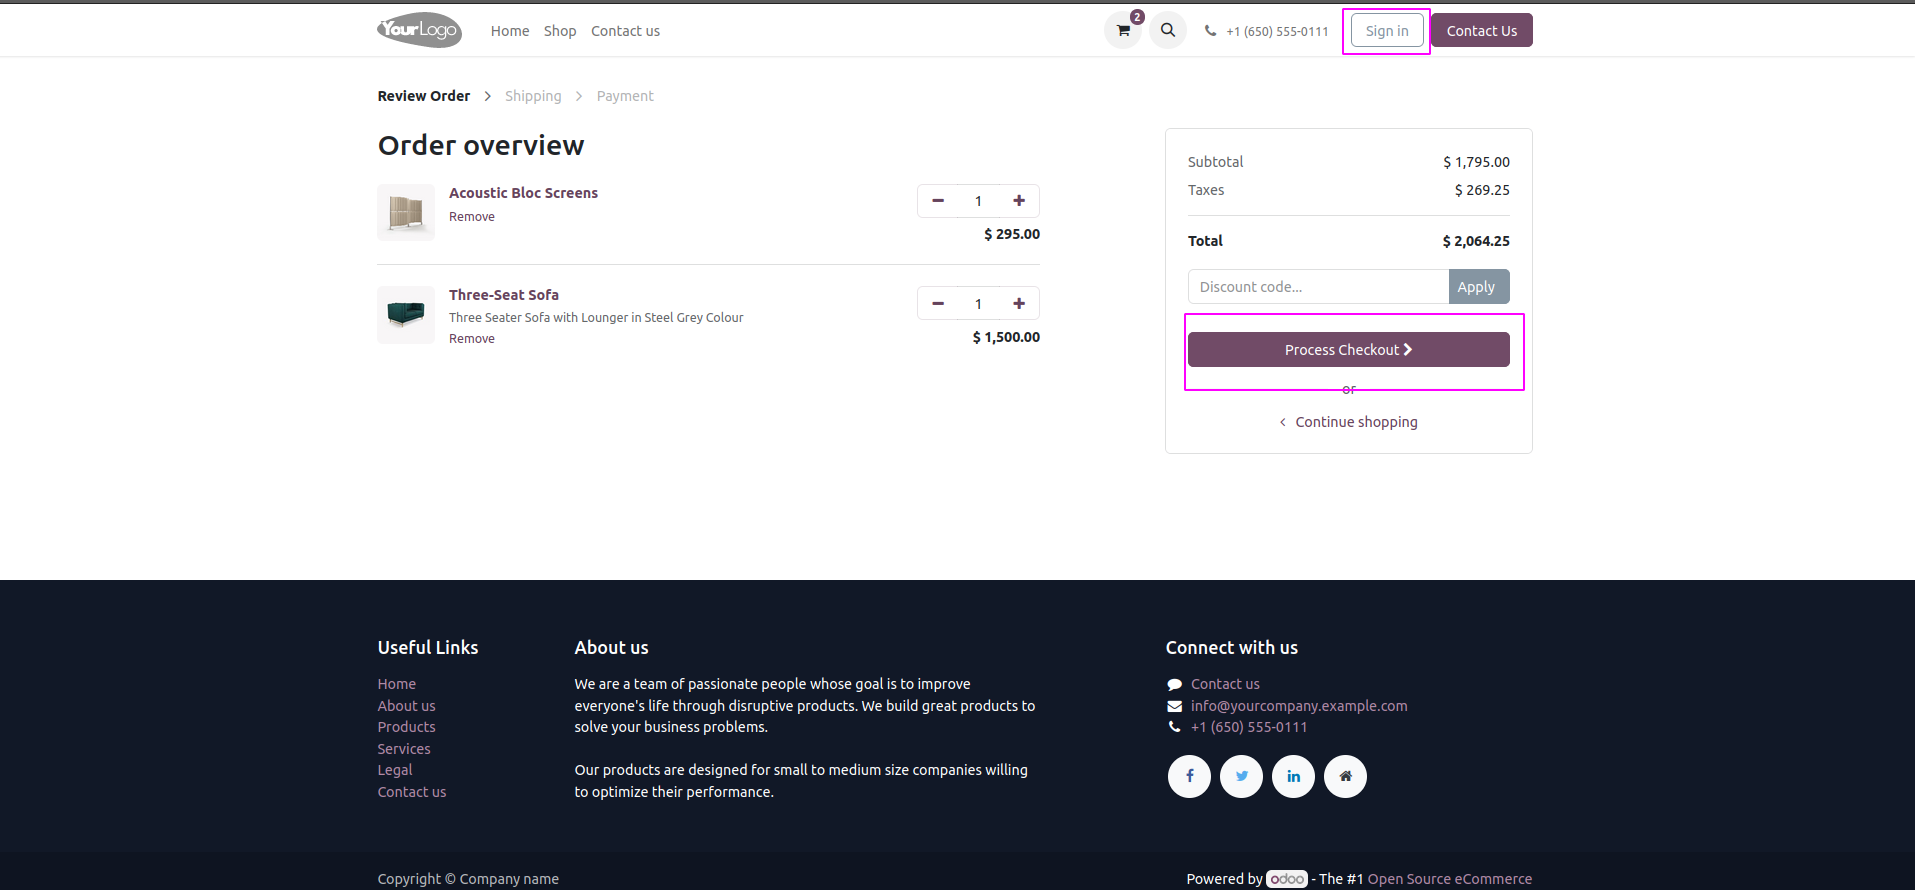 YourLogo Home Shop Contact us 2 +1 (650) 555-0111 Sign in Contact Us
Review Order > Shipping > Payment
Order overview
Acoustic Bloc Screens
Remove
1
$ 295.00
Three-Seat Sofa
Three Seater Sofa with Lounger in Steel Grey Colour
Remove
1
$ 1,500.00
Subtotal $ 1,795.00
Taxes $ 269.25
Total $ 2,064.25
Discount code... Apply
Process Checkout
or
Continue shopping
Useful Links
Home
About us
Products
Services
Legal
Contact us
About us
We are a team of passionate people whose goal is to improve
everyone's life through disruptive products. We build great products to
solve your business problems.
Our products are designed for small to medium size companies willing
to optimize their performance.
Connect with us
Contact us
info@yourcompany.example.com
+1 (650) 555-0111
Copyright © Company name
Powered by odoo - The #1 Open Source eCommerce